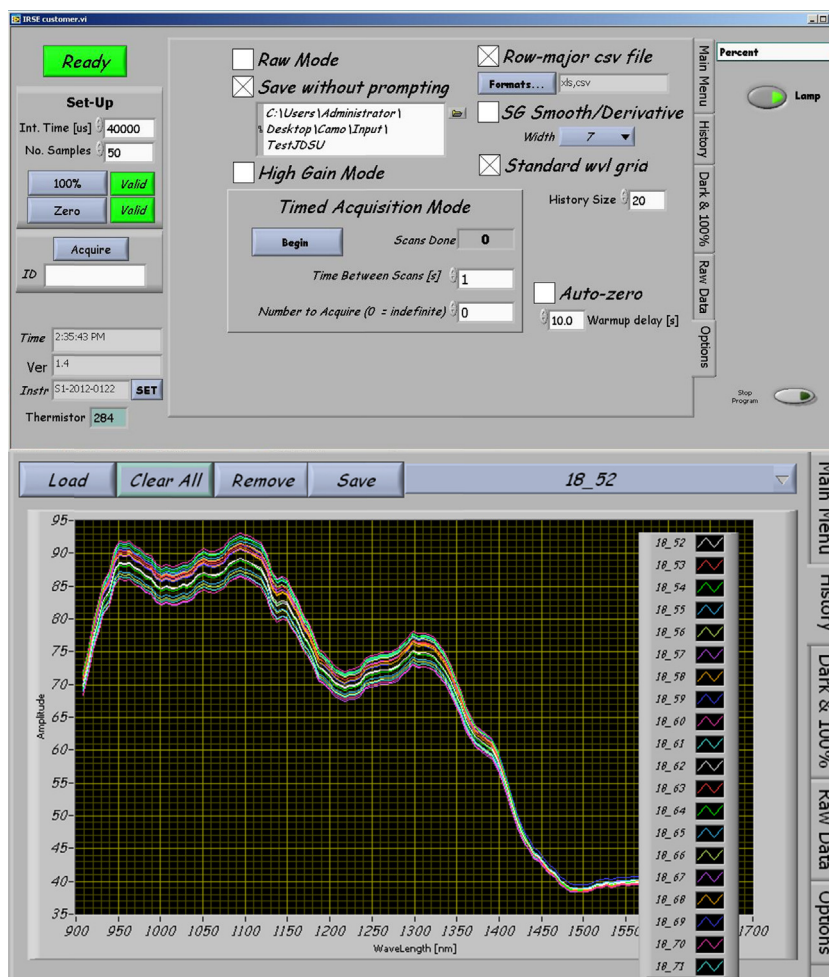 IRSE customer.vi
Ready
Set-Up
Int. Time [us] 40000
No. Samples 50
100% Valid
Zero Valid
Acquire
ID
Time 2:35:43 PM
Ver 1.4
Instr S1-2012-0122 SET
Thermistor 284
Raw Mode
Save without prompting
C:\Users\Administrator\
Desktop\Camo\Input\
TestJDSU
High Gain Mode
Row-major csv file
Formats... xls,csv
SG Smooth/Derivative
Width 7
Standard wvl grid
History Size 20
Timed Acquisition Mode
Begin Scans Done 0
Time Between Scans [s] 1
Number to Acquire (0 = indefinite) 0
Auto-zero
10.0 Warmup delay [s]
Main Menu
History
Dark & 100%
Raw Data
Options
Percent
Lamp
Stop
Program
Load Clear All Remove Save 18_52
95
90
85
80
75
70
65
60
55
50
45
40
35
Amplitude
900 950 1000 1050 1100 1150 1200 1250 1300 1350 1400 1450 1500 1550 1700
WaveLength [nm]
18_52
18_53
18_54
18_55
18_56
18_57
18_58
18_59
18_60
18_61
18_62
18_63
18_64
18_65
18_66
18_67
18_68
18_69
18_70
18_71
Main Menu
History
Dark & 100%
Raw Data
Options